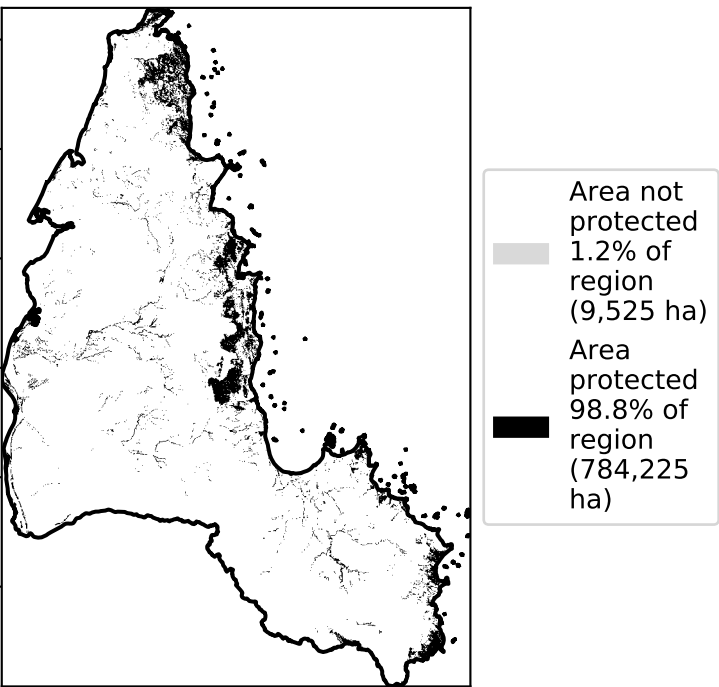 Area not
protected
1.2% of
region
(9,525 ha)
Area
protected
98.8% of
region
(784,225
ha)